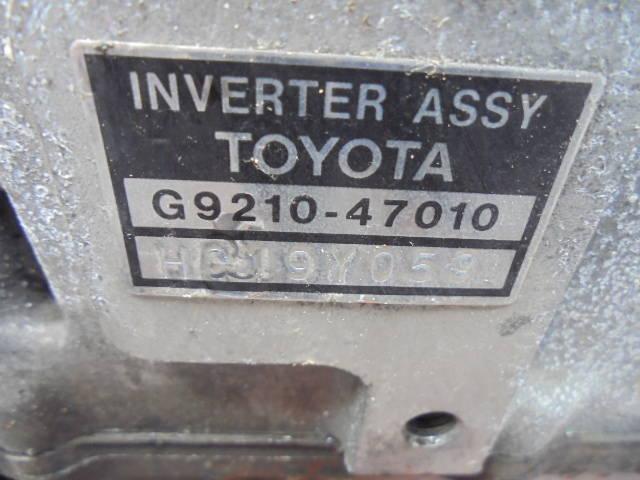 INVERTER ASSY
TOYOTA
G9210-47010